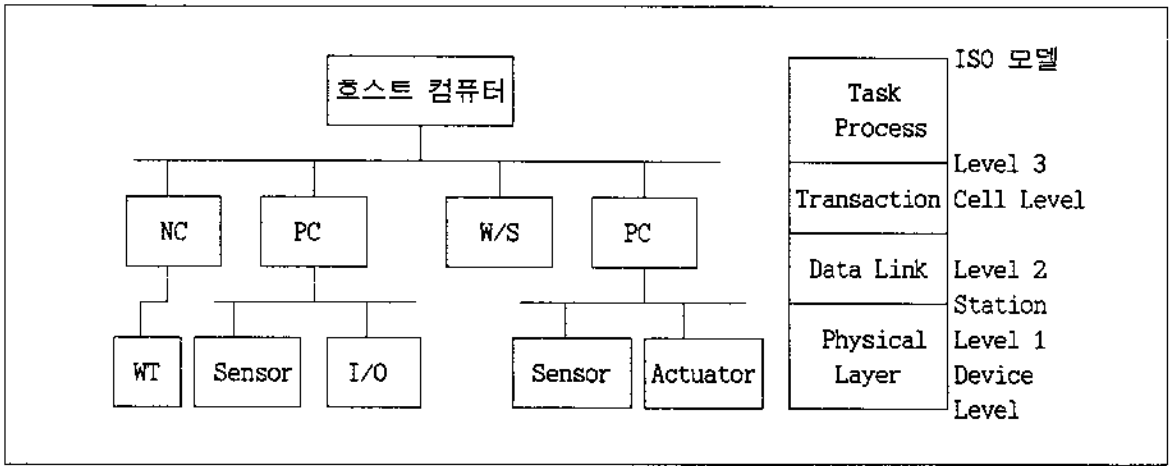 호스트 컴퓨터
NC
PC
W/S
PC
WT
Sensor
I/O
Sensor
Actuator
ISO 모델
Task
Process
Level 3
Transaction
Cell Level
Data Link
Level 2
Station
Physical
Layer
Level 1
Device
Level